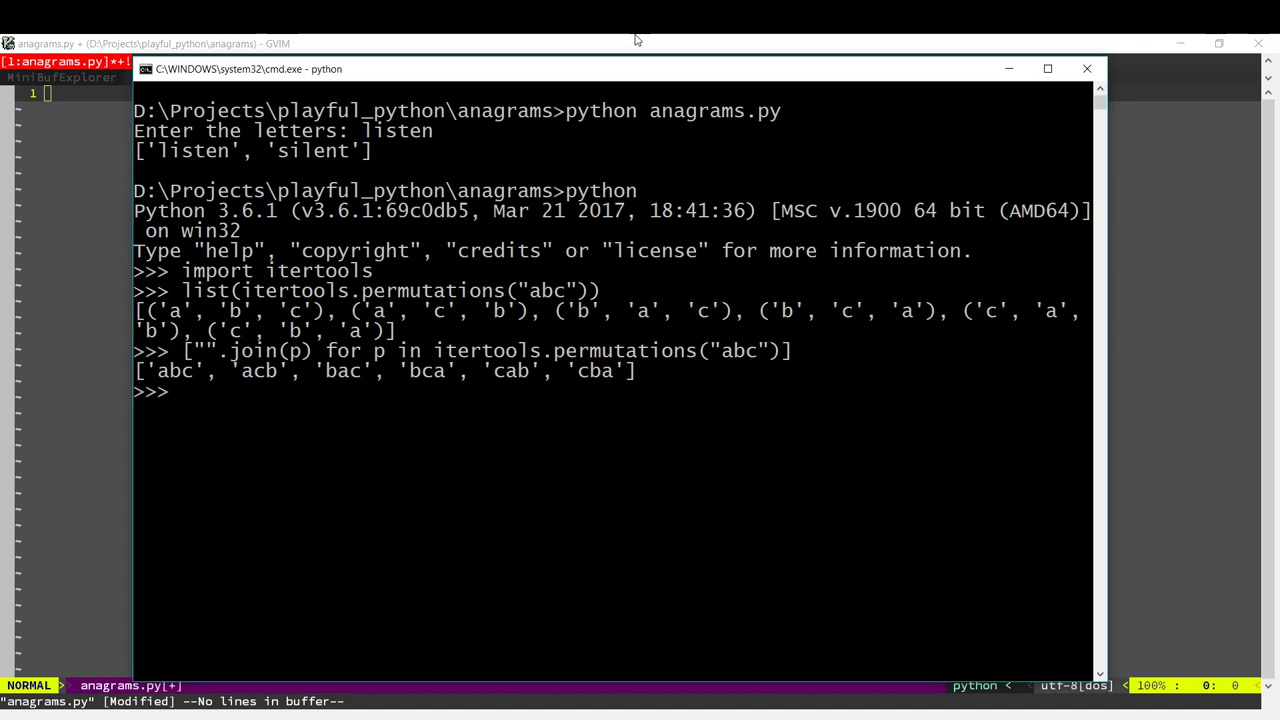 anagrams.py + (D:\Projects\playful_python\anagrams) - GVIM
[1:anagrams.py]*+!
MiniBufExplorer
1
C:\WINDOWS\system32\cmd.exe - python
D:\Projects\playful_python\anagrams>python anagrams.py
Enter the letters: listen
['listen', 'silent']
D:\Projects\playful_python\anagrams>python
Python 3.6.1 (v3.6.1:69c0db5, Mar 21 2017, 18:41:36) [MSC v.1900 64 bit (AMD64)]
on win32
Type "help", "copyright", "credits" or "license" for more information.
>>> import itertools
>>> list(itertools.permutations("abc"))
[('a', 'b', 'c'), ('a', 'c', 'b'), ('b', 'a', 'c'), ('b', 'c', 'a'), ('c', 'a',
'b'), ('c', 'b', 'a')]
>>> ["".join(p) for p in itertools.permutations("abc")]
['abc', 'acb', 'bac', 'bca', 'cab', 'cba']
>>>
NORMAL > anagrams.py[+] python < utf-8[dos] < 100% : 0: 0 <
"anagrams.py" [Modified] --No lines in buffer--